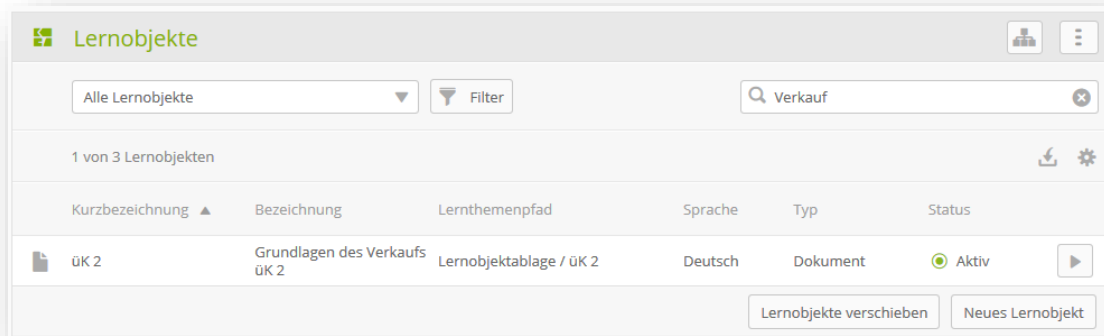 Lernobjekte
Alle Lernobjekte Filter Verkauf
1 von 3 Lernobjekten
Kurzbezeichnung Bezeichnung Lernthemenpfad Sprache Typ Status
üK 2 Grundlagen des Verkaufs üK 2 Lernobjektablage / üK 2 Deutsch Dokument Aktiv
Lernobjekte verschieben Neues Lernobjekt